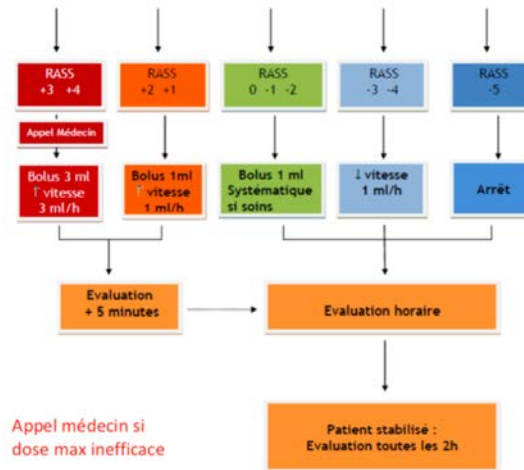 RASS
+3 +4
RASS
+2 +1
RASS
0 -1 -2
RASS
-3 -4
RASS
-5
Appel Médecin
Bolus 3 ml
↑ vitesse
3 ml/h
Bolus 1ml
↑ vitesse
1 ml/h
Bolus 1 ml
Systématique
si soins
↓ vitesse
1 ml/h
Arrêt
Evaluation
+ 5 minutes
Evaluation horaire
Appel médecin si
dose max inefficace
Patient stabilisé :
Evaluation toutes les 2h